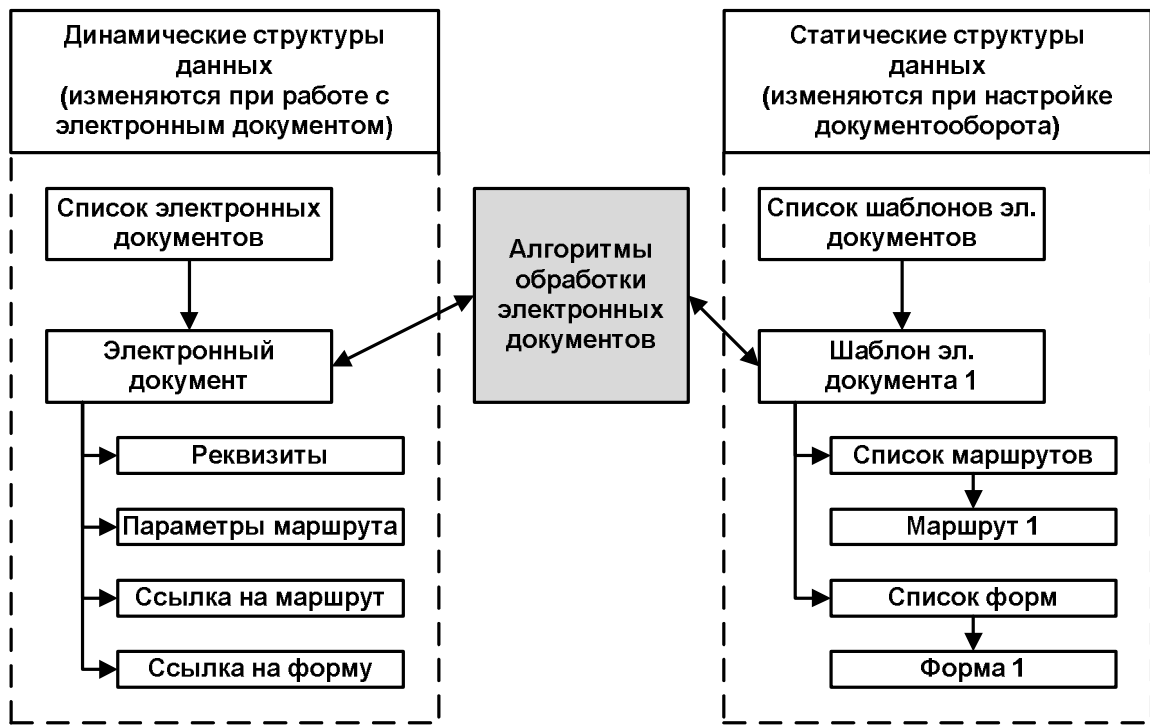 Динамические структуры
данных
(изменяются при работе с
электронным документом)
Список электронных
документов
Электронный
документ
Реквизиты
Параметры маршрута
Ссылка на маршрут
Ссылка на форму
Алгоритмы
обработки
электронных
документов
Статические структуры
данных
(изменяются при настройке
документооборота)
Список шаблонов эл.
документов
Шаблон эл.
документа 1
Список маршрутов
Маршрут 1
Список форм
Форма 1